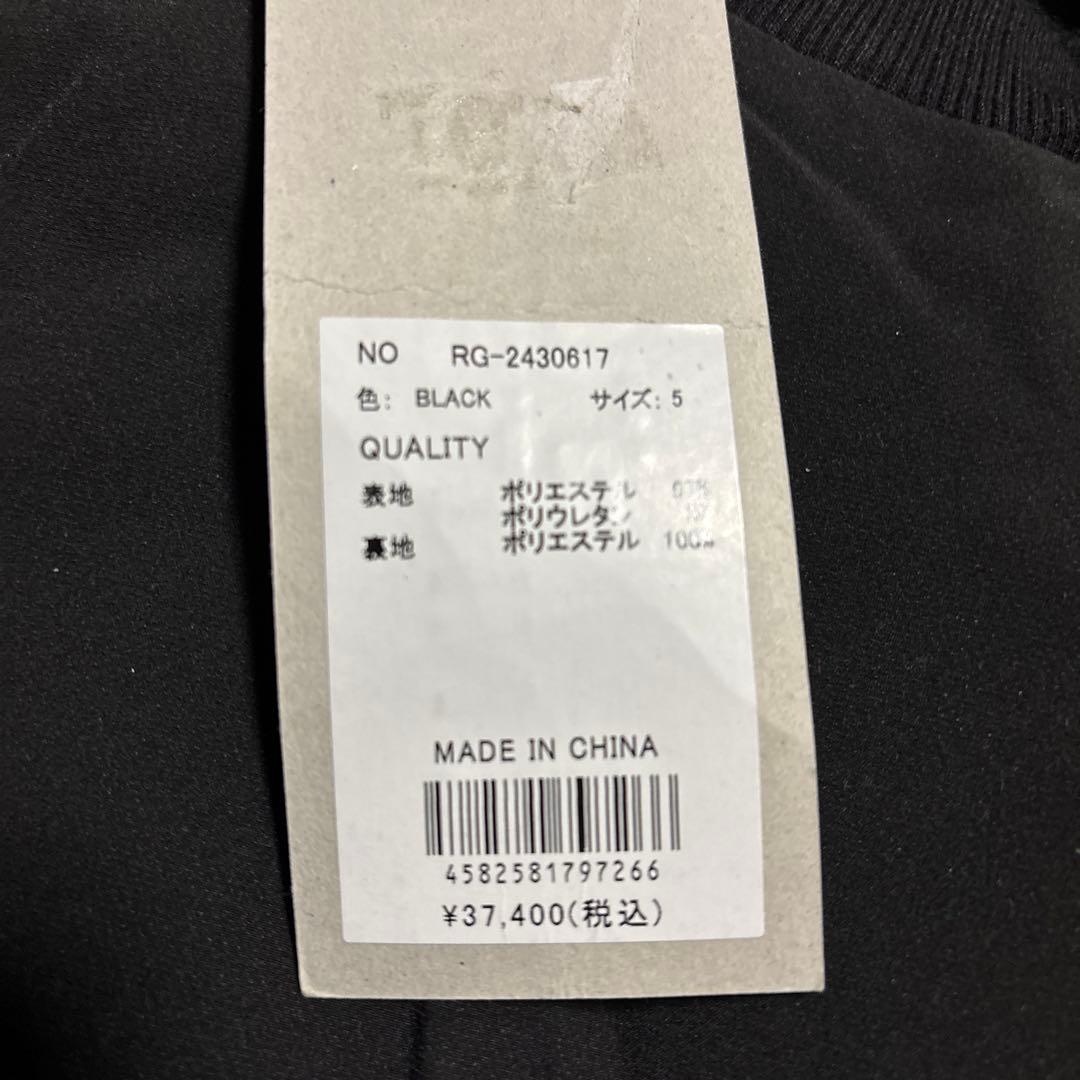 NO RG-2430617
色: BLACK サイズ: 5
QUALITY
表地 ポリエステル
ポリウレタン
裏地 ポリエステル 100%
MADE IN CHINA
4582581797266
¥37,400(税込)